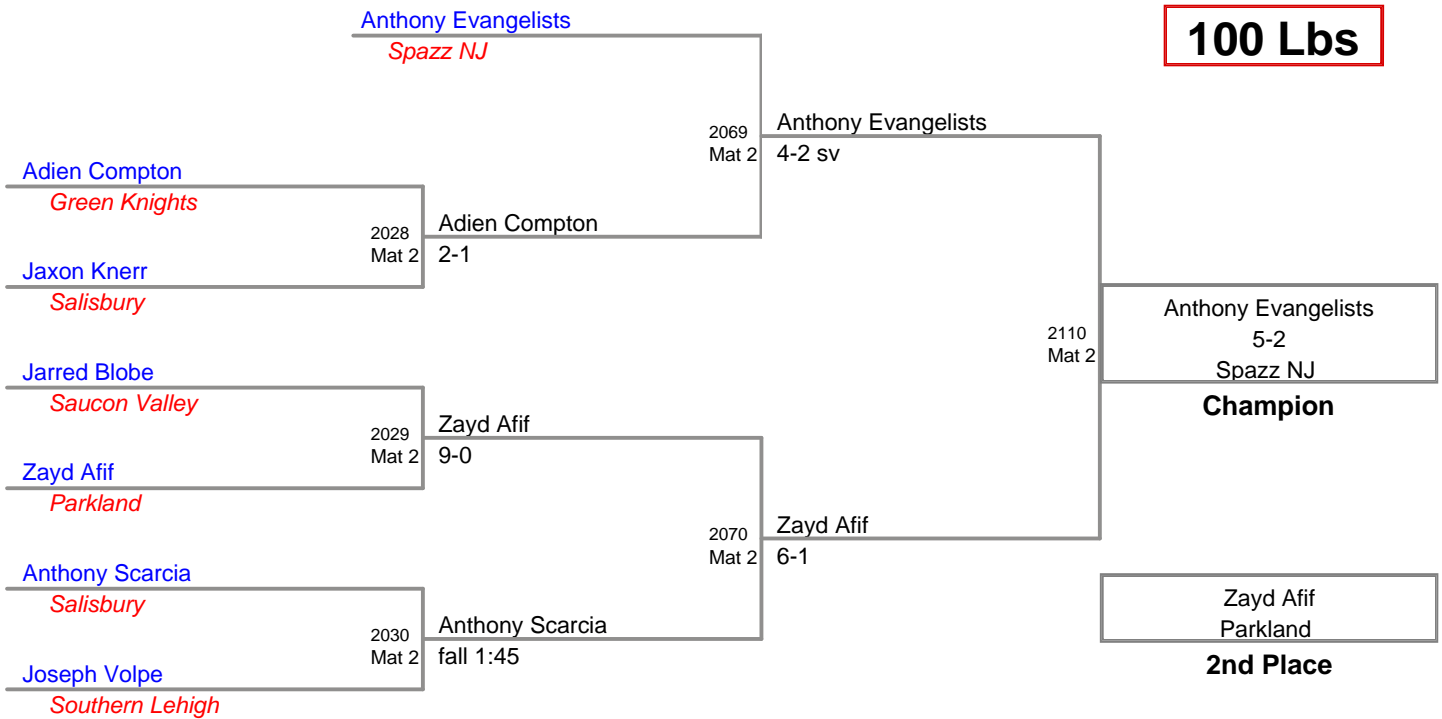 Anthony Evangelists
Spazz NJ
100 Lbs
2069
Mat 2
Anthony Evangelists
4-2 sv
Adien Compton
Green Knights
2028
Mat 2
Adien Compton
2-1
Jaxon Knerr
Salisbury
2110
Mat 2
Anthony Evangelists
5-2
Spazz NJ
Champion
Jarred Blobe
Saucon Valley
2029
Mat 2
Zayd Afif
9-0
Zayd Afif
Parkland
2070
Mat 2
Zayd Afif
6-1
Anthony Scarcia
Salisbury
2030
Mat 2
Anthony Scarcia
fall 1:45
Joseph Volpe
Southern Lehigh
Zayd Afif
Parkland
2nd Place